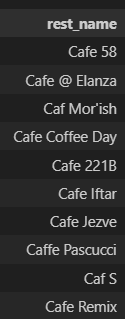 rest_name
Cafe 58
Cafe @ Elanza
Caf Mor'ish
Cafe Coffee Day
Cafe 221B
Cafe Iftar
Cafe Jezve
Caffe Pascucci
Caf S
Cafe Remix